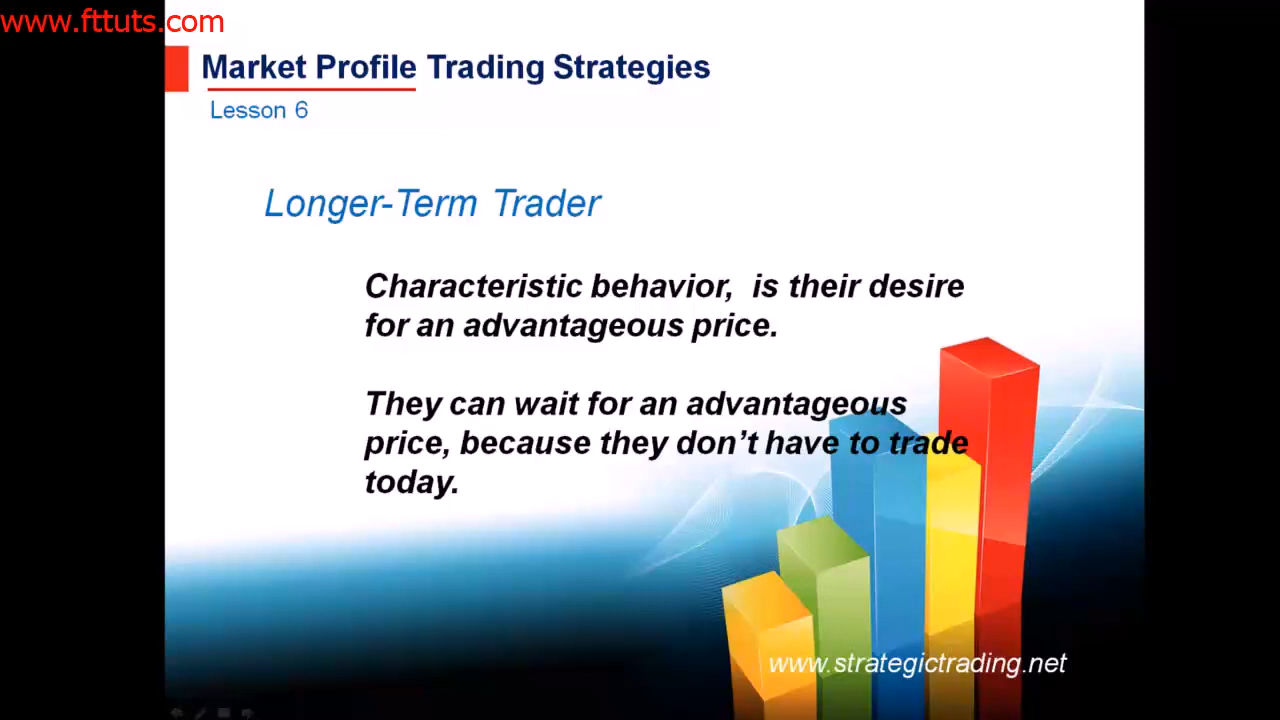 www.fttuts.com
Market Profile Trading Strategies
Lesson 6
Longer-Term Trader
Characteristic behavior,  is their desire
for an advantageous price.
They can wait for an advantageous
price, because they don’t have to trade
today.
www.strategictrading.net